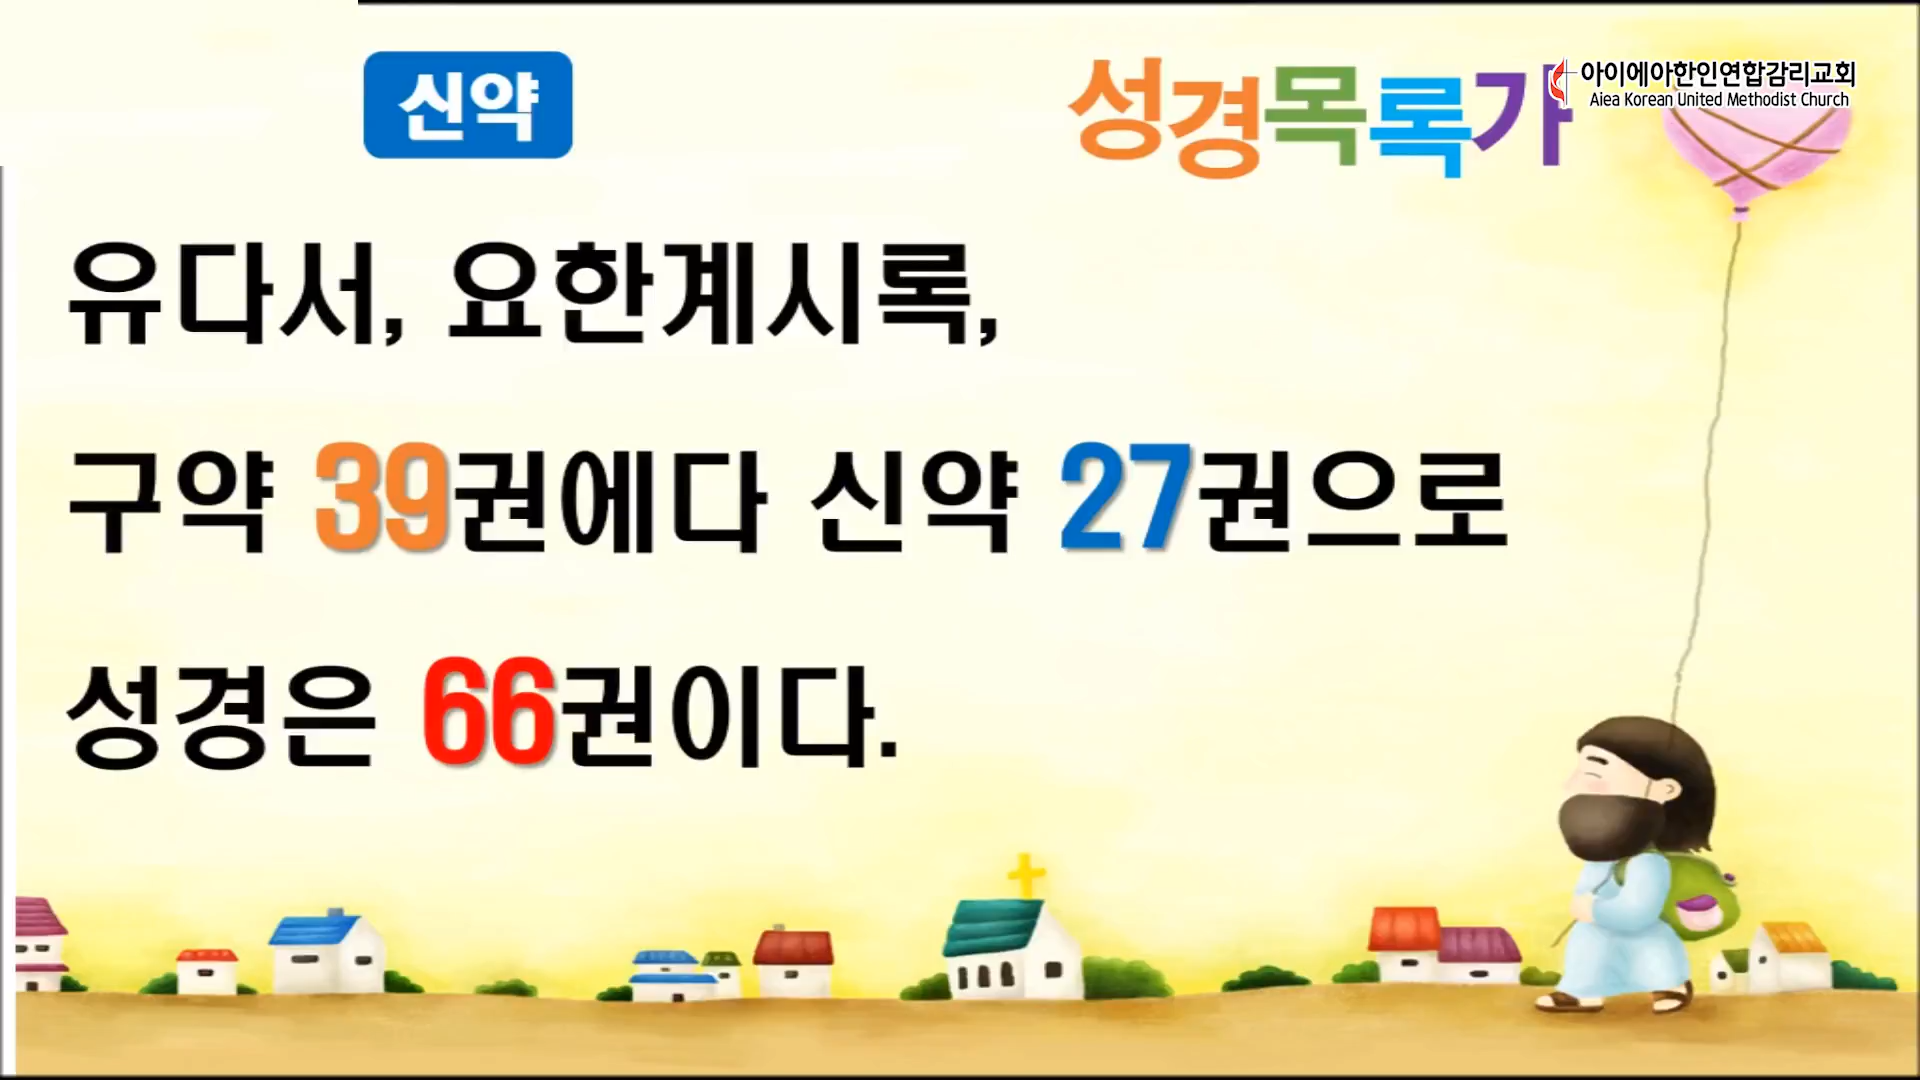 신약
성경목록가
아이에아한인연합감리교회
Aiea Korean United Methodist Church
유다서, 요한계시록,
구약 39권에다 신약 27권으로
성경은 66권이다.